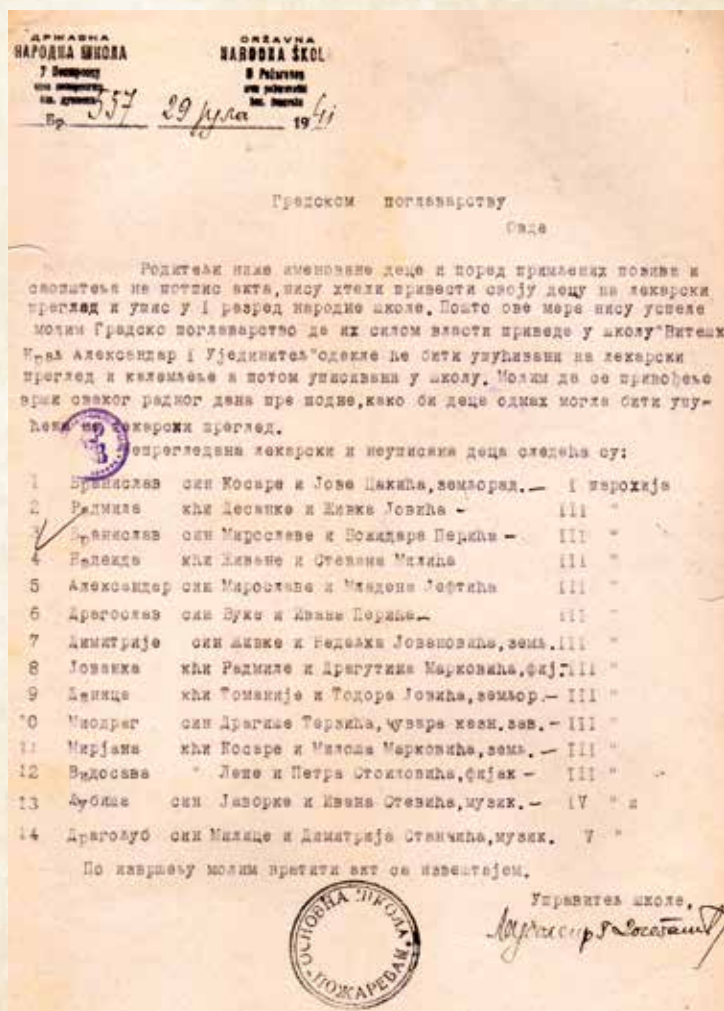 ДРЖАВНА
НАРОДНА ШКОЛА
У Пожаревцу
Бр. 557 29 јула 1941
DRŽAVNA
NARODNA ŠKOL
U Požarevcu
Градском поглаварству
Овде
Родитељи ниже именоване деце и поред примљених позива и
саопштења на потпис акта, нису хтели привести своју децу на лекарски
преглед и упис у I разред народне школе. Пошто ове мере нису успеле
молим Градско поглаварство да их силом власти приведе у школу"Витешк
Краљ Александар I Ујединитељ"одакле ће бити упућивани на лекарски
преглед и калемљење а потом уписивани у школу. Молим да се привођење
врши сваког радног дана пре подне,како би деца одмах могла бити упу-
ћена на лекарски преглед.
Непрегледана лекарски и неуписана деца следећа су:
1 Бранислав син Косаре и Јове Цакића,земљорад.— I парохија
2 Радмила кћи Десанке и Живка Јовића - III "
3 Бранислав син Мирославе и Божидара Перића — III "
4 Надежда кћи Живане и Стевана Милића III "
5 Александар син Мирославе и Младена Јефтића III "
6 Драгослав син Вуке и Ивана Перића— III "
7 Димитрије син Живке и Недељка Јовановића,земљ.III "
8 Јованка кћи Радмиле и Драгутина Марковића,фиј.III "
9 Даница кћи Томаније и Тодора Јовића,земљор.— III "
10 Миодраг син Драгише Терзића,чувара казн.зав.— III "
11 Мирјана кћи Косаре и Милоша Марковића,земљ. — III "
12 Видосава " Лепе и Петра Стоиловића,фијак — III "
13 Љубиша син Јаворке и Ивана Стевића,музик.— IV " и
14 Драгољуб син Милице и Димитрија Станчића,музик. V "
По извршењу молим вратити акт са извештајем.
Управитељ школе,
ОСНОВНА ШКОЛА
ПОЖАРЕВАЦ